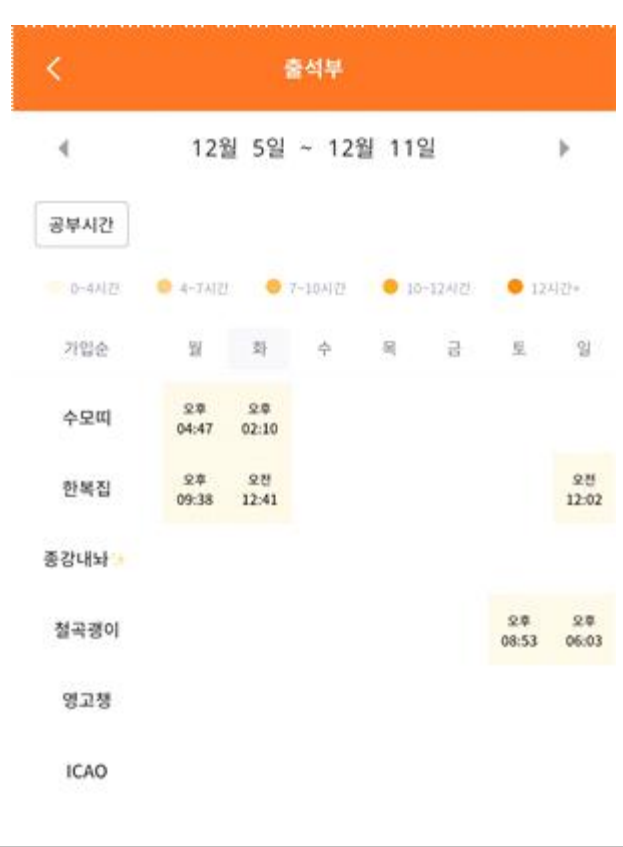 출석부
12월 5일 ~ 12월 11일
공부시간
0~4시간 4~7시간 7~10시간 10~12시간 12시간+
가입순 월 화 수 목 금 토 일
수모띠 오후 04:47 오후 02:10
한복집 오후 09:38 오전 12:41 오전 12:02
종강내놔
철곡괭이 오후 08:53 오후 06:03
영고챙
ICAO